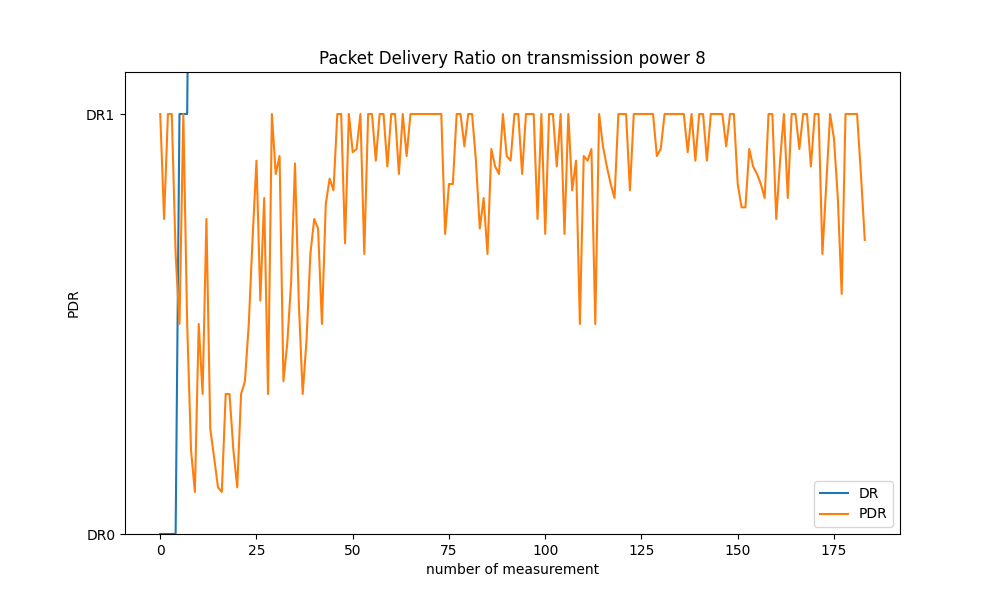 Packet Delivery Ratio on transmission power 8
DR1
PDR
DR0
0 25 50 75 100 125 150 175
number of measurement
DR
PDR